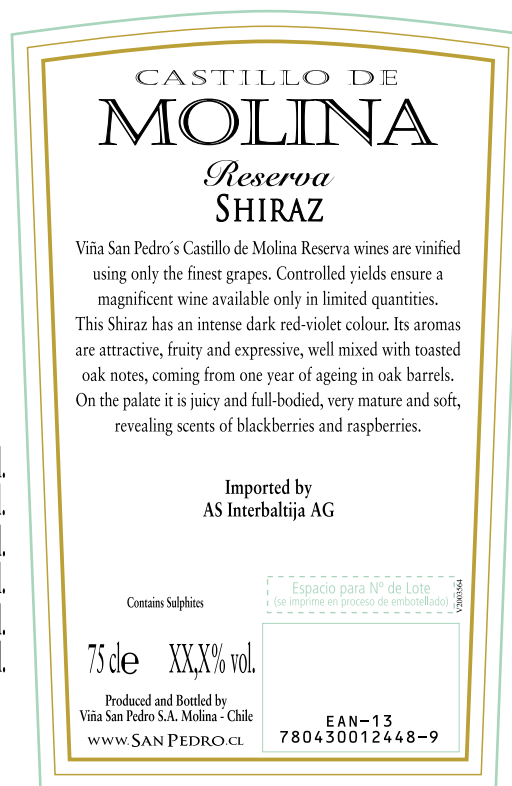 CASTILLO DE
MOLINA
Reserva
SHIRAZ
Viña San Pedro´s Castillo de Molina Reserva wines are vinified
using only the finest grapes. Controlled yields ensure a
magnificent wine available only in limited quantities.
This Shiraz has an intense dark red-violet colour. Its aromas
are attractive, fruity and expressive, well mixed with toasted
oak notes, coming from one year of ageing in oak barrels.
On the palate it is juicy and full-bodied, very mature and soft,
revealing scents of blackberries and raspberries.
Imported by
AS Interbaltija AG
Espacio para Nº de Lote
(se imprime en proceso de embotellado)
V2003564
Contains Sulphites
75 cle XX,X% vol.
Produced and Bottled by
Viña San Pedro S.A. Molina - Chile
WWW.SAN PEDRO.CL
EAN-13
780430012448-9